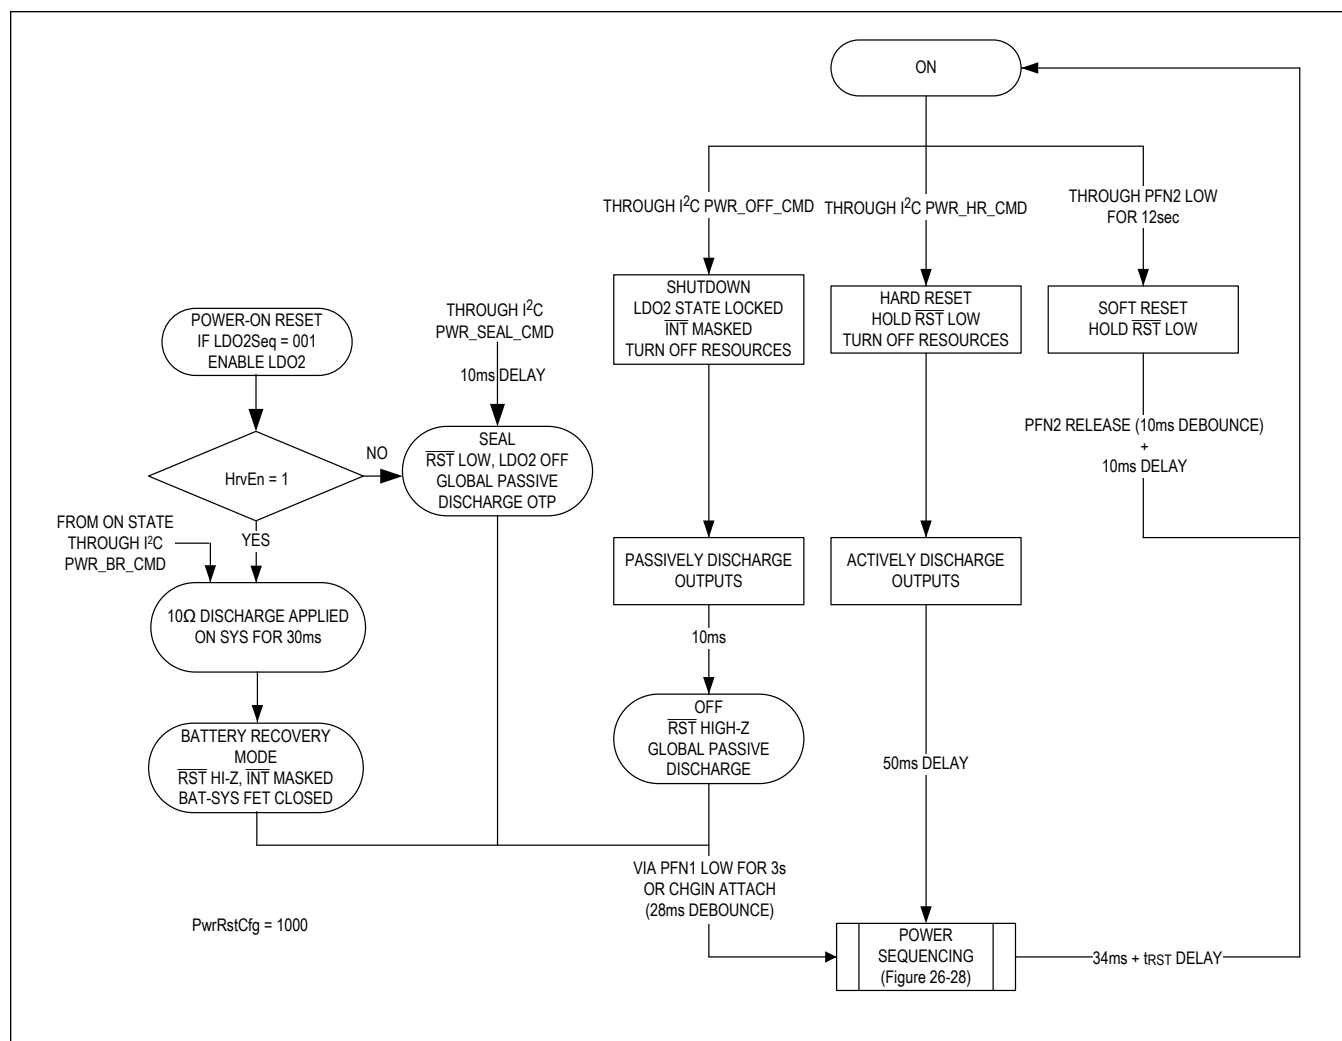 ON
THROUGH I²C PWR_OFF_CMD
THROUGH I²C PWR_HR_CMD
THROUGH PFN2 LOW
FOR 12sec
SHUTDOWN
LDO2 STATE LOCKED
INT MASKED
TURN OFF RESOURCES
HARD RESET
HOLD RST LOW
TURN OFF RESOURCES
SOFT RESET
HOLD RST LOW
POWER-ON RESET
IF LDO2Seq = 001
ENABLE LDO2
THROUGH I²C
PWR_SEAL_CMD
10ms DELAY
PFN2 RELEASE (10ms DEBOUNCE)
+
10ms DELAY
HrvEn = 1
NO
SEAL
RST LOW, LDO2 OFF
GLOBAL PASSIVE
DISCHARGE OTP
FROM ON STATE
THROUGH I²C
PWR_BR_CMD
YES
PASSIVELY DISCHARGE
OUTPUTS
ACTIVELY DISCHARGE
OUTPUTS
10Ω DISCHARGE APPLIED
ON SYS FOR 30ms
10ms
OFF
RST HIGH-Z
GLOBAL PASSIVE
DISCHARGE
BATTERY RECOVERY
MODE
RST HI-Z, INT MASKED
BAT-SYS FET CLOSED
50ms DELAY
VIA PFN1 LOW FOR 3s
OR CHGIN ATTACH
(28ms DEBOUNCE)
PwrRstCfg = 1000
POWER
SEQUENCING
(Figure 26-28)
34ms + tRST DELAY